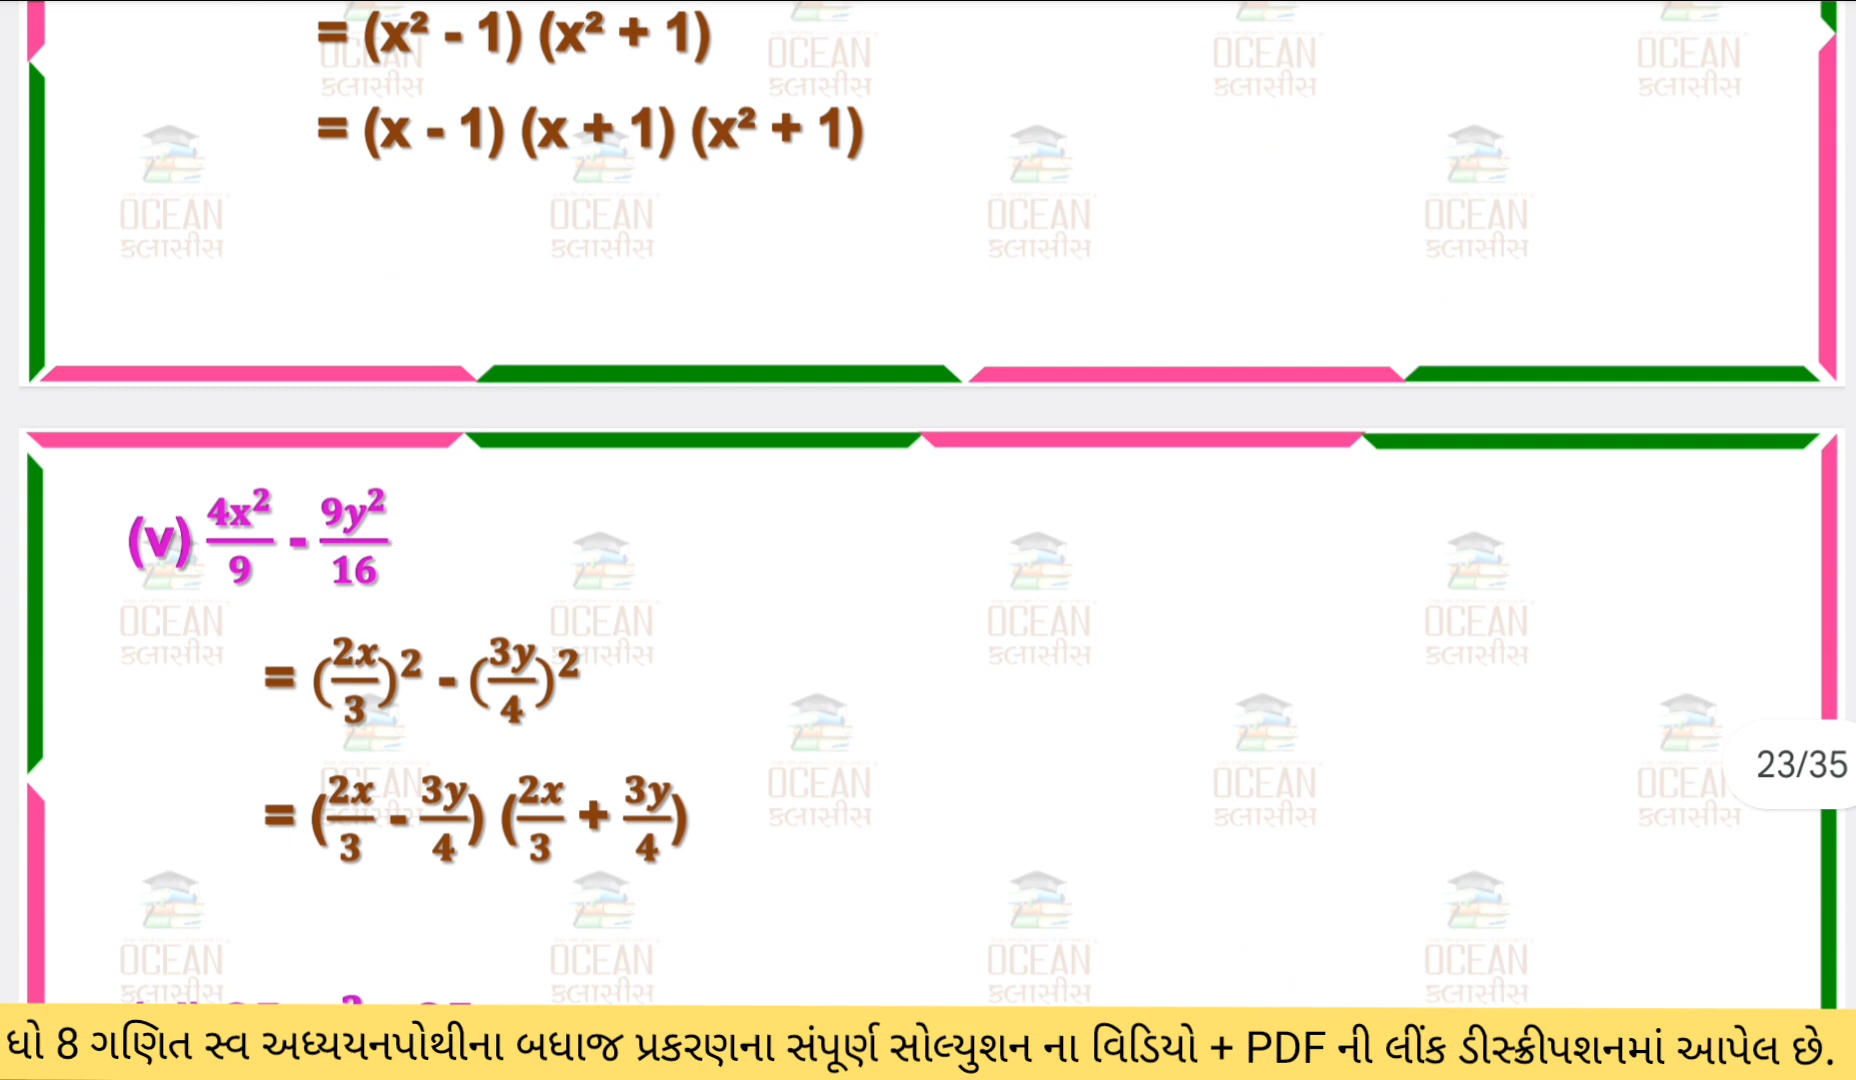 = (x² - 1) (x² + 1)
= (x - 1) (x + 1) (x² + 1)
(v) 4x²/9 - 9y²/16
= (2x/3)² - (3y/4)²
= (2x/3 - 3y/4) (2x/3 + 3y/4)
23/35
OCEAN
ક્લાસીસ
ધો 8 ગણિત સ્વ અધ્યયનપોથીના બધાજ પ્રકરણના સંપૂર્ણ સોલ્યુશન ના વિડિયો + PDF ની લીંક ડીસ્ક્રીપશનમાં આપેલ છે.